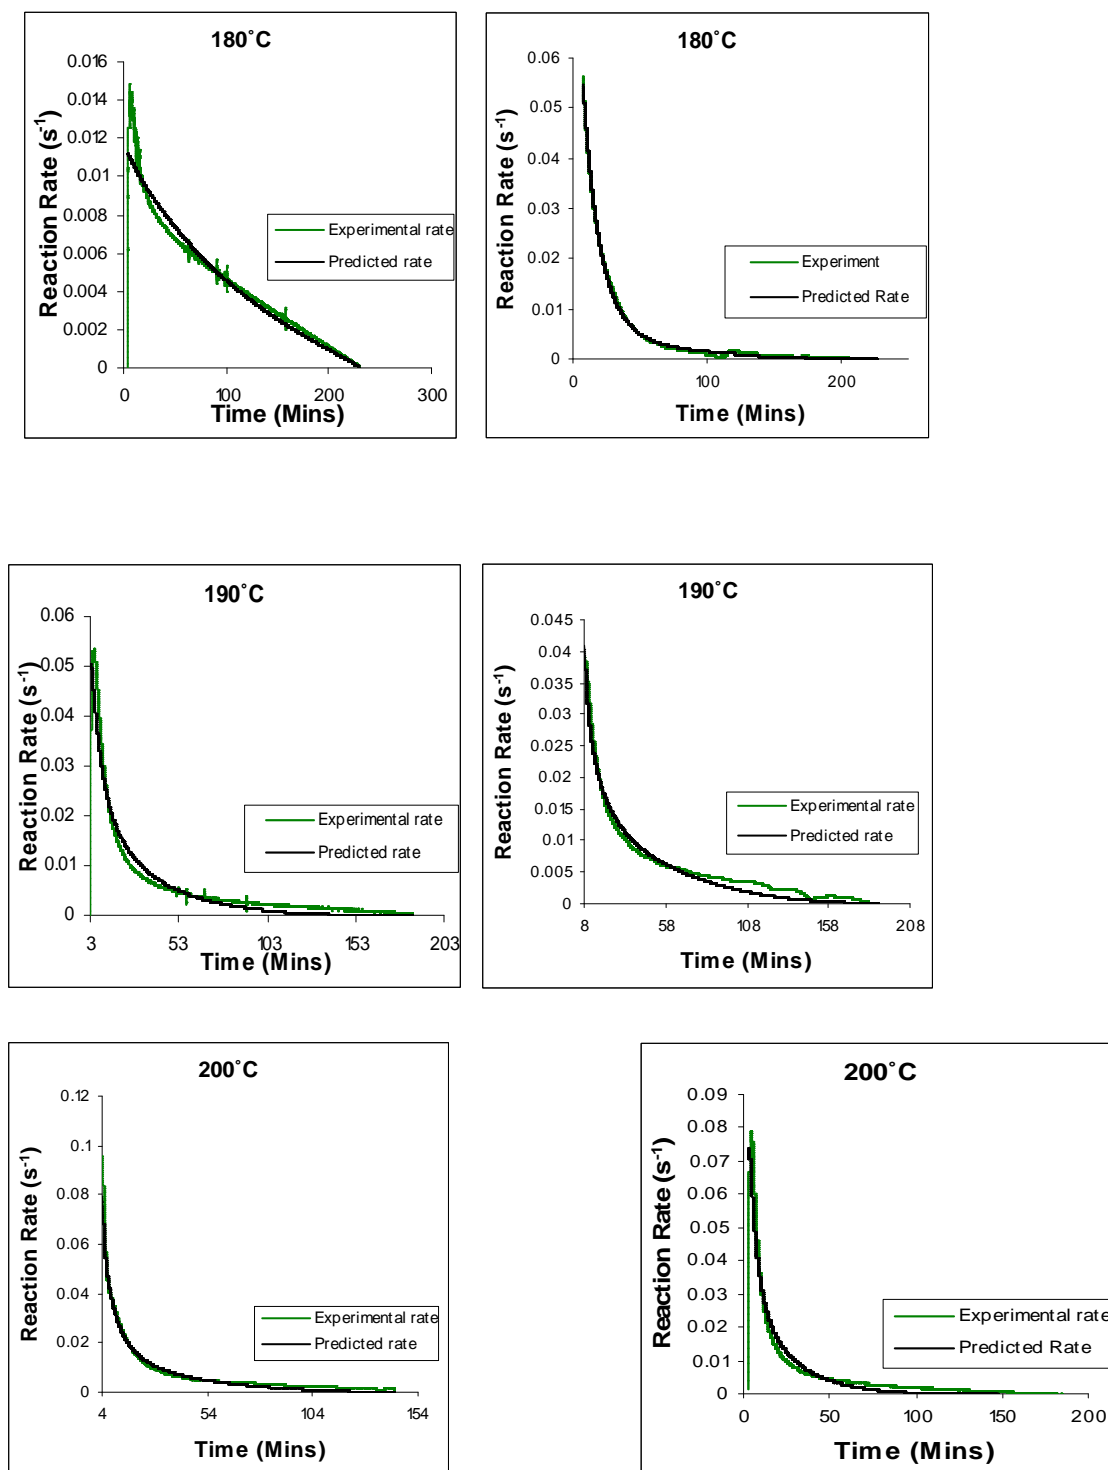 180˚C
Reaction Rate (s-1)
0.016
0.014
0.012
0.01
0.008
0.006
0.004
0.002
0
0
100
200
300
Time (Mins)
Experimental rate
Predicted rate
180˚C
Reaction Rate (s-1)
0.06
0.05
0.04
0.03
0.02
0.01
0
0
100
200
Time (Mins)
Experiment
Predicted Rate
190˚C
Reaction Rate (s-1)
0.06
0.05
0.04
0.03
0.02
0.01
0
3
53
103
153
203
Time (Mins)
Experimental rate
Predicted rate
190˚C
Reaction Rate (s-1)
0.045
0.04
0.035
0.03
0.025
0.02
0.015
0.01
0.005
0
8
58
108
158
208
Time (Mins)
Experimental rate
Predicted rate
200˚C
Reaction Rate (s-1)
0.12
0.1
0.08
0.06
0.04
0.02
0
4
54
104
154
Time (Mins)
Experimental rate
Predicted rate
200˚C
Reaction Rate (s-1)
0.09
0.08
0.07
0.06
0.05
0.04
0.03
0.02
0.01
0
0
50
100
150
200
Time (Mins)
Experimental rate
Predicted Rate